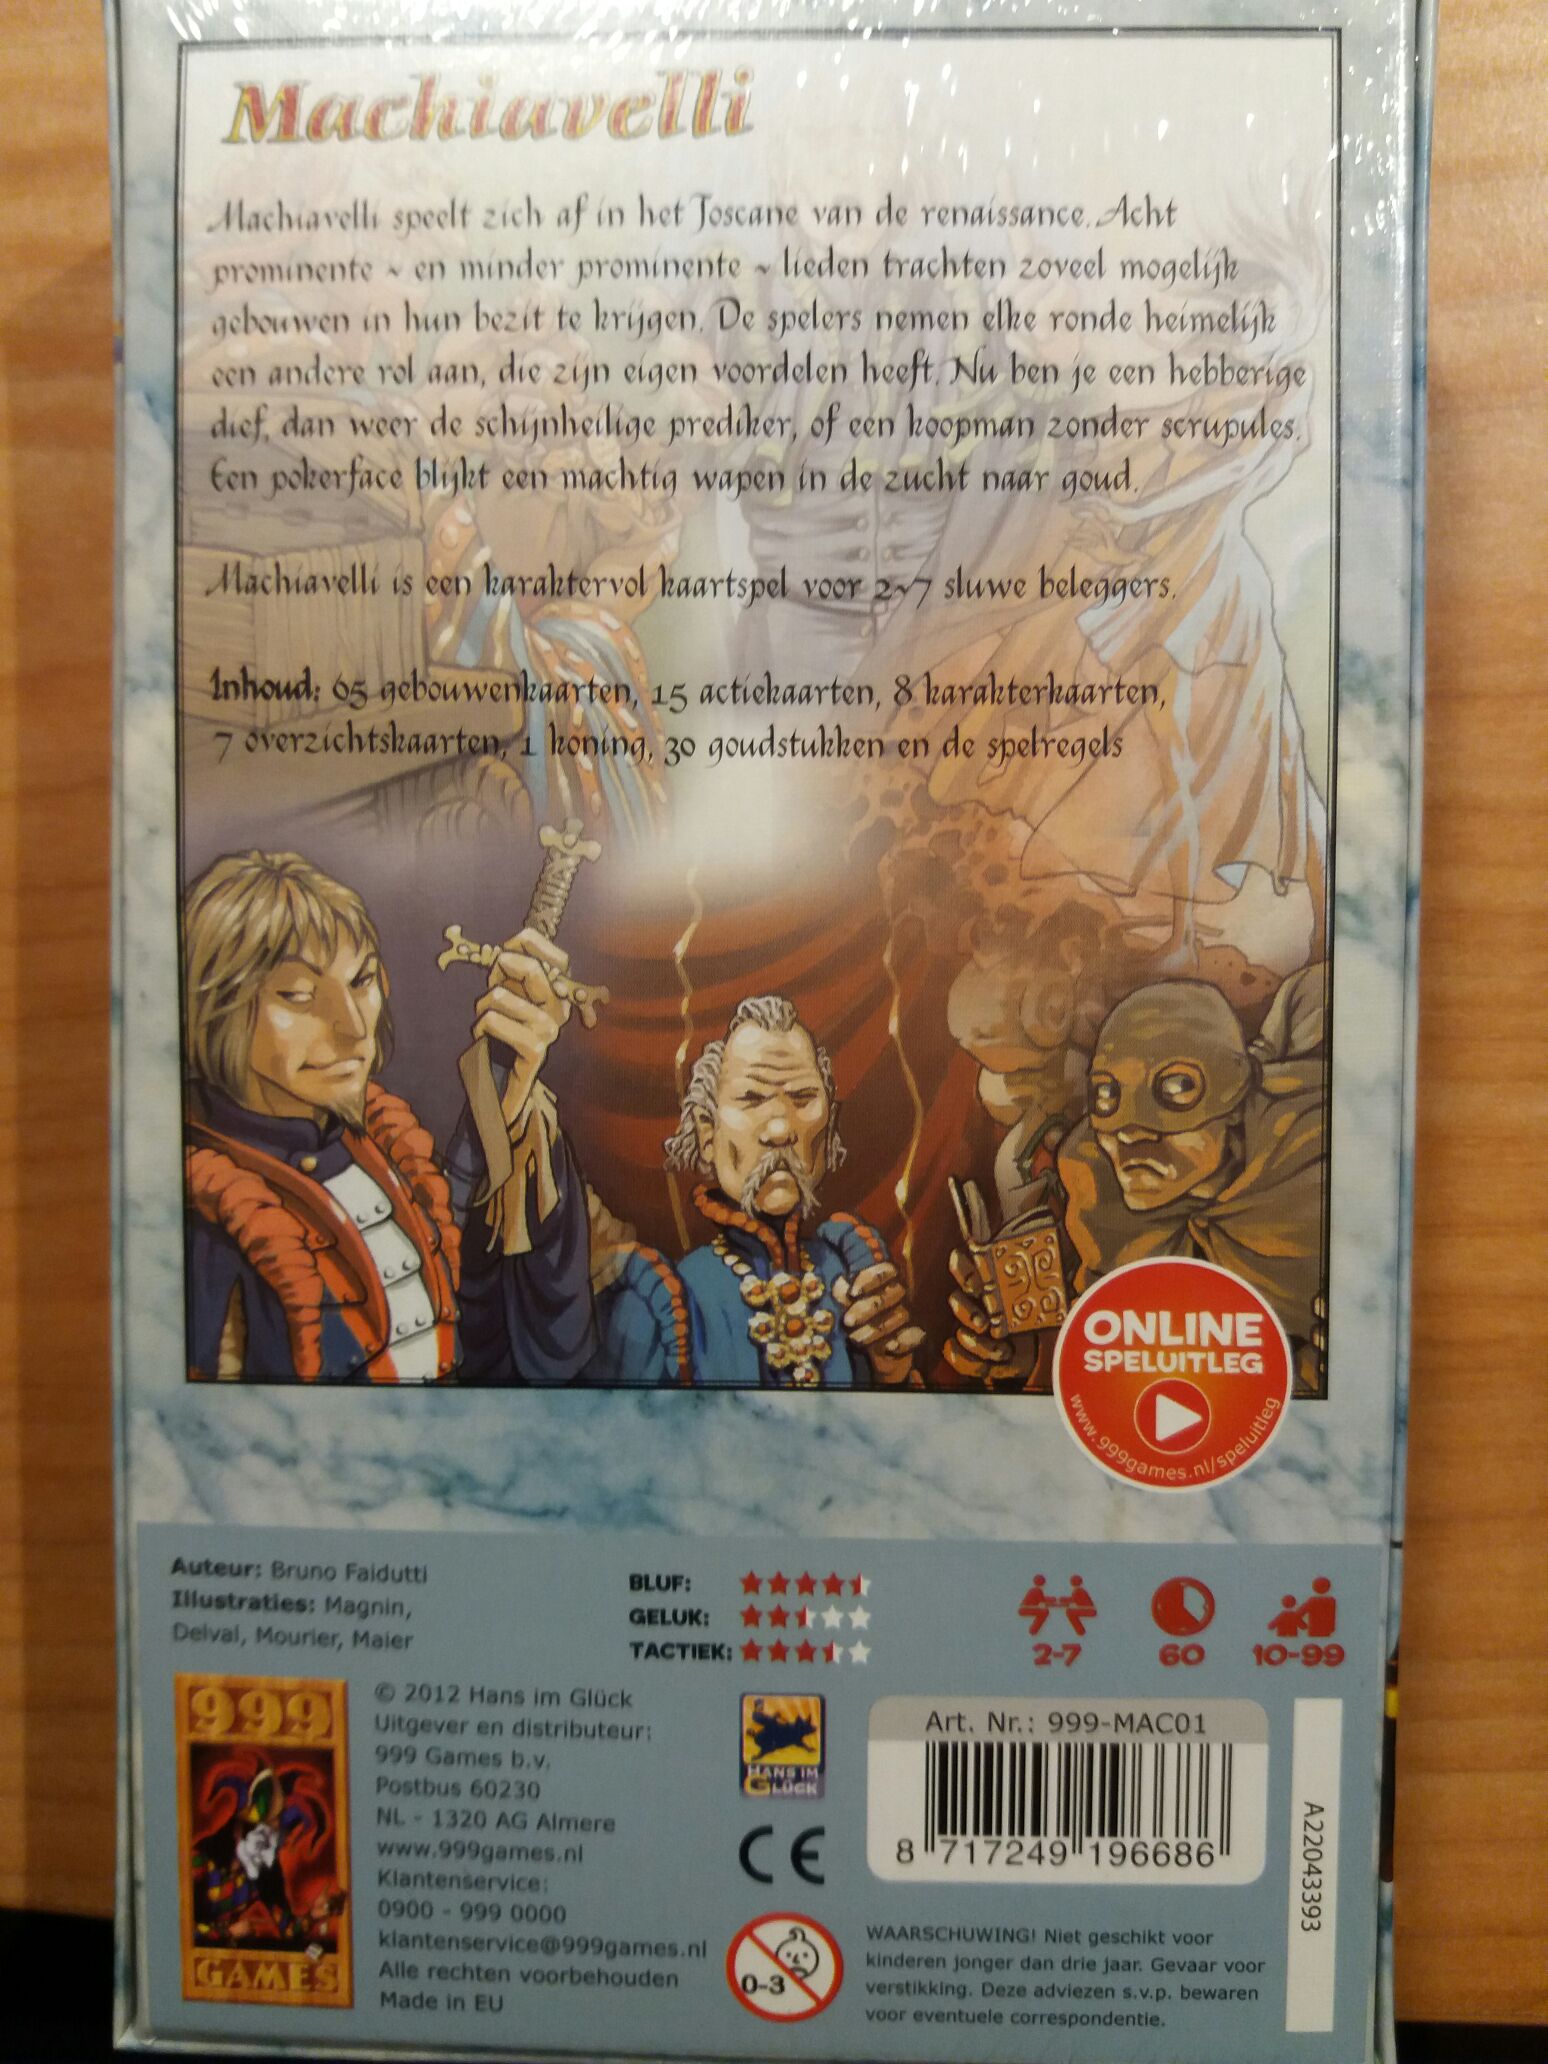 Machiavelli
Machiavelli speelt zich af in het Toscane van de renaissance. Acht
prominente ~ en minder prominente ~ lieden trachten zoveel mogelijk
gebouwen in hun bezit te krijgen. De spelers nemen elke ronde heimelijk
een andere rol aan, die zijn eigen voordelen heeft. Nu ben je een hebberige
dief, dan weer de schijnheilige prediker, of een koopman zonder scrupules.
Een pokerface blijkt een machtig wapen in de zucht naar goud.
Machiavelli is een karaktervol kaartspel voor 2~7 sluwe beleggers.
Inhoud: 65 gebouwenkaarten, 15 actiekaarten, 8 karakterkaarten,
7 overzichtskaarten, 1 koning, 30 goudstukken en de spelregels
ONLINE
SPELUITLEG
www.999games.nl/speluitleg
Auteur: Bruno Faidutti
Illustraties: Magnin,
Delval, Mourier, Maier
BLUF:
GELUK:
TACTIEK:
2-7
60
10-99
999
GAMES
© 2012 Hans im Glück
Uitgever en distributeur:
999 Games b.v.
Postbus 60230
NL - 1320 AG Almere
www.999games.nl
Klantenservice:
0900 - 999 0000
klantenservice@999games.nl
Alle rechten voorbehouden
Made in EU
HANS IM
GLÜCK
CE
0-3
Art. Nr.: 999-MAC01
8 717249 196686
WAARSCHUWING! Niet geschikt voor
kinderen jonger dan drie jaar. Gevaar voor
verstikking. Deze adviezen s.v.p. bewaren
voor eventuele correspondentie.
A22043393